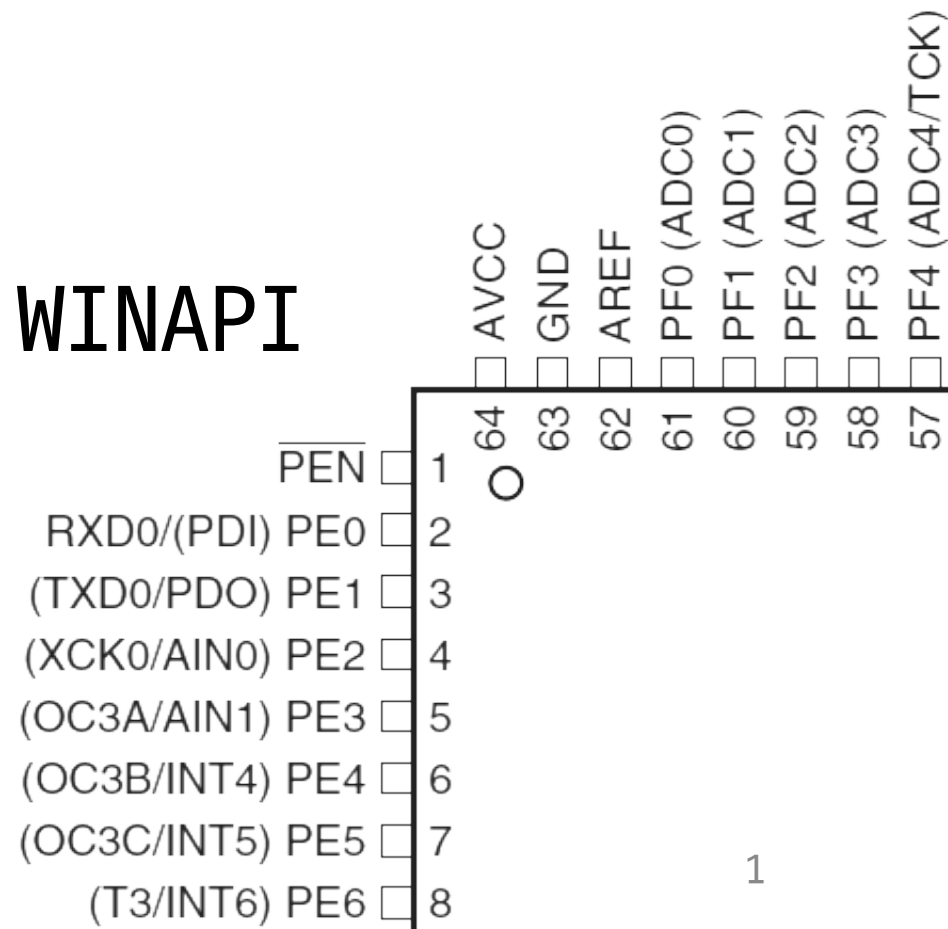 PF4 (ADC4/TCK)
PF3 (ADC3)
PF2 (ADC2)
PF1 (ADC1)
PF0 (ADC0)
AREF
GND
AVCC
WINAPI
64 63 62 61 60 59 58 57
PEN 1
RXD0/(PDI) PE0 2
(TXD0/PDO) PE1 3
(XCK0/AIN0) PE2 4
(OC3A/AIN1) PE3 5
(OC3B/INT4) PE4 6
(OC3C/INT5) PE5 7
1
(T3/INT6) PE6 8